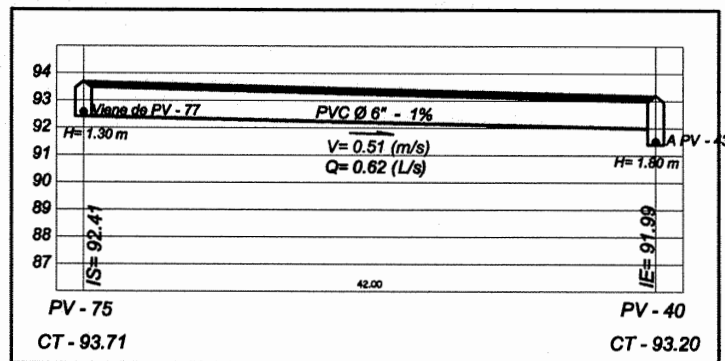 94
93
92
91
90
89
88
87
Viene de PV - 77
PVC Ø 6" - 1%
H= 1.30 m
V= 0.51 (m/s)
Q= 0.62 (L/s)
A PV - 43
H= 1.80 m
IS= 92.41
IE= 91.99
42.00
PV - 75
PV - 40
CT - 93.71
CT - 93.20